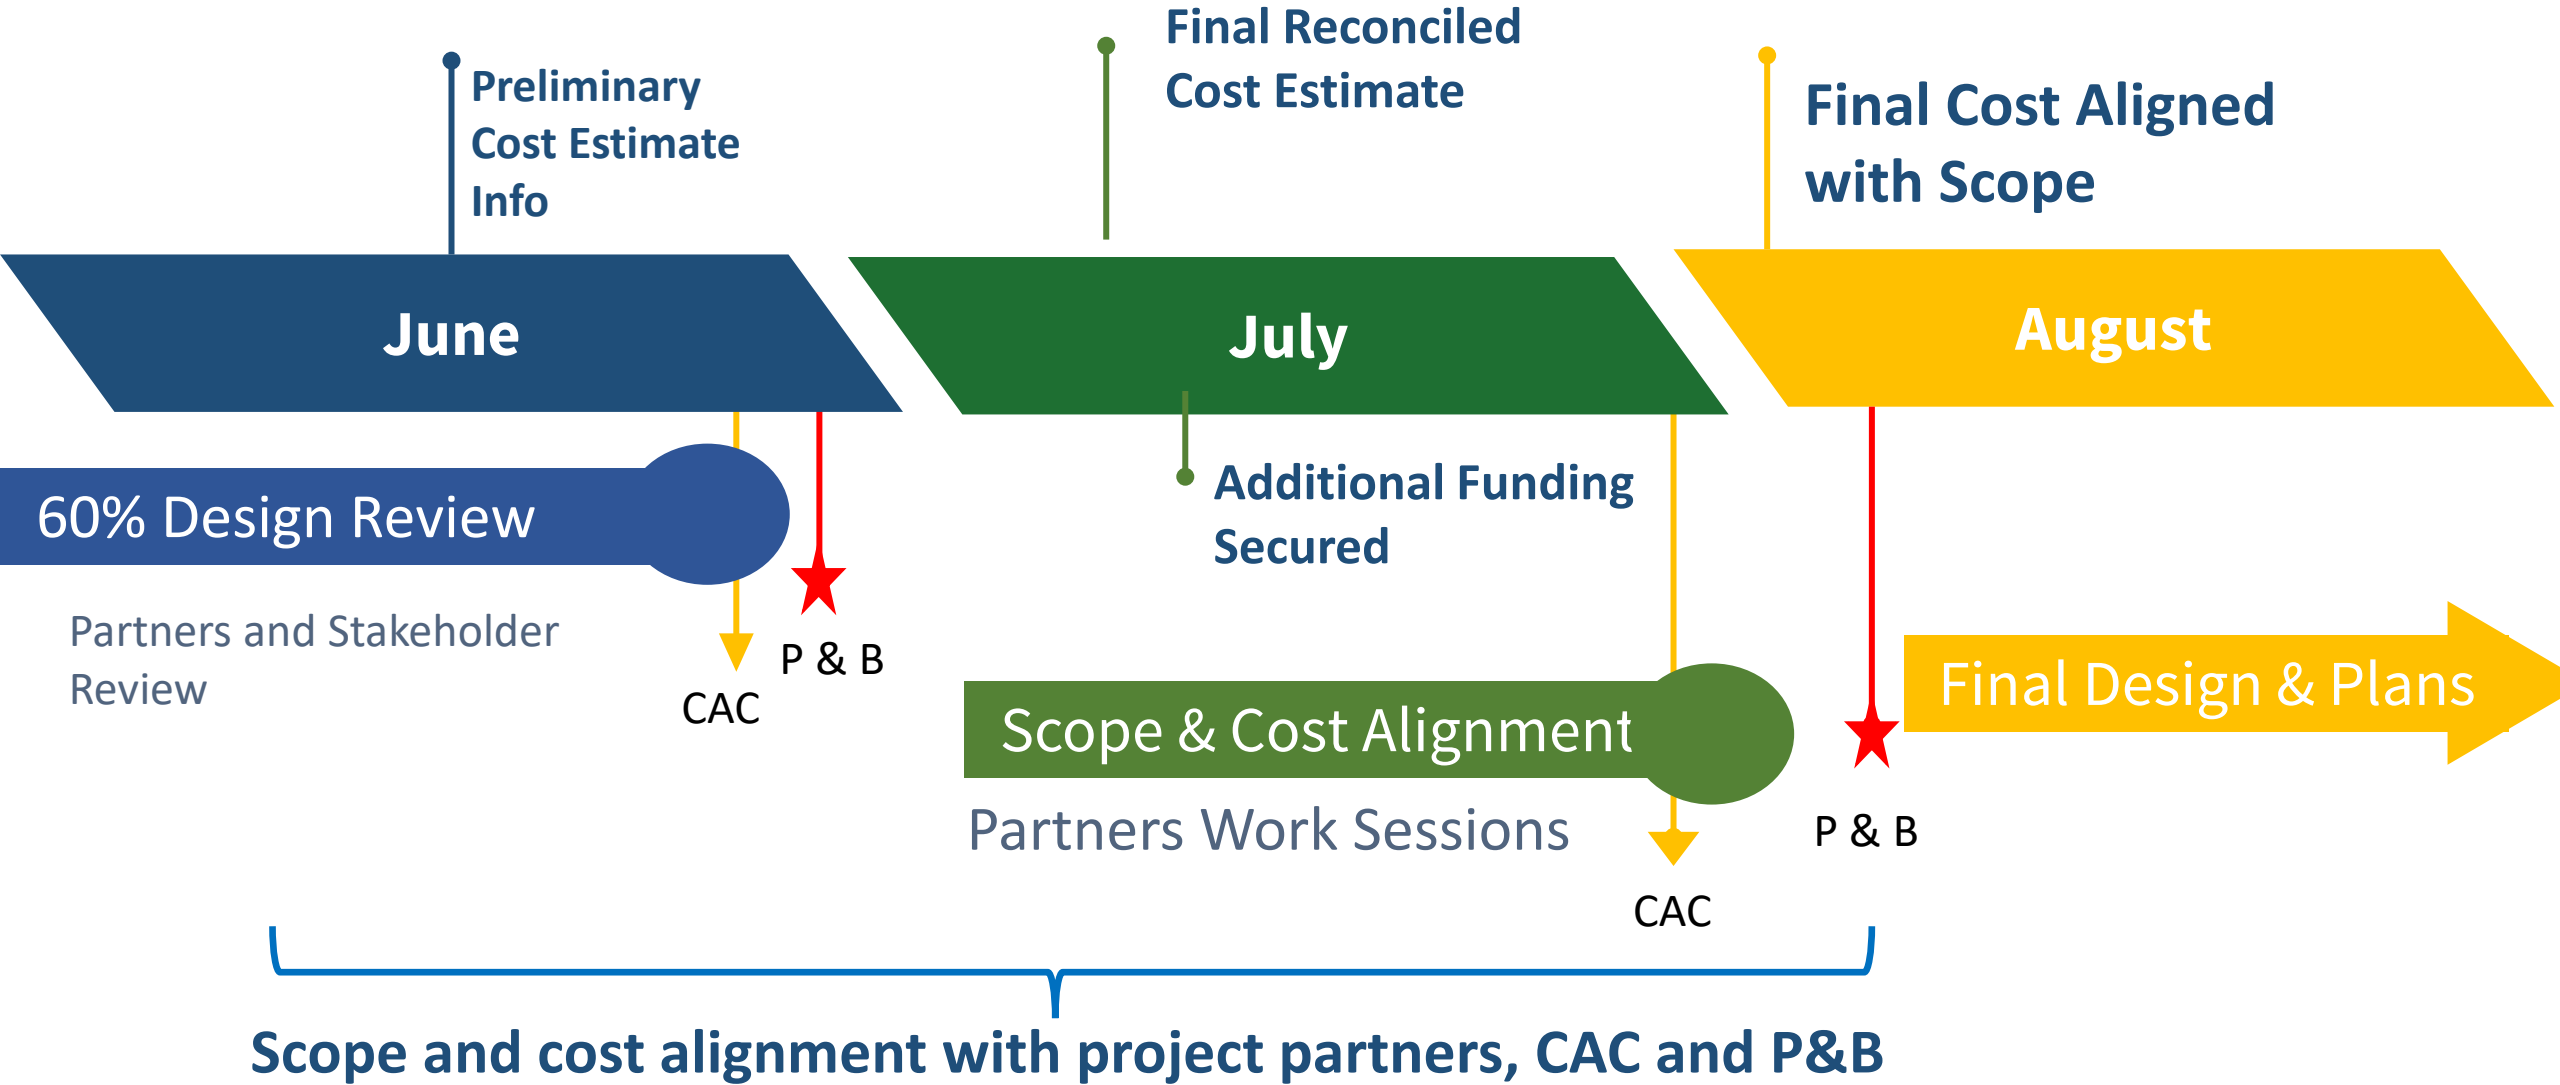 Final Reconciled
Cost Estimate
Preliminary
Cost Estimate
Info
Final Cost Aligned
with Scope
June
July
August
60% Design Review
Additional Funding
Secured
Partners and Stakeholder
Review
P & B
CAC
Scope & Cost Alignment
Final Design & Plans
Partners Work Sessions
P & B
CAC
Scope and cost alignment with project partners, CAC and P&B